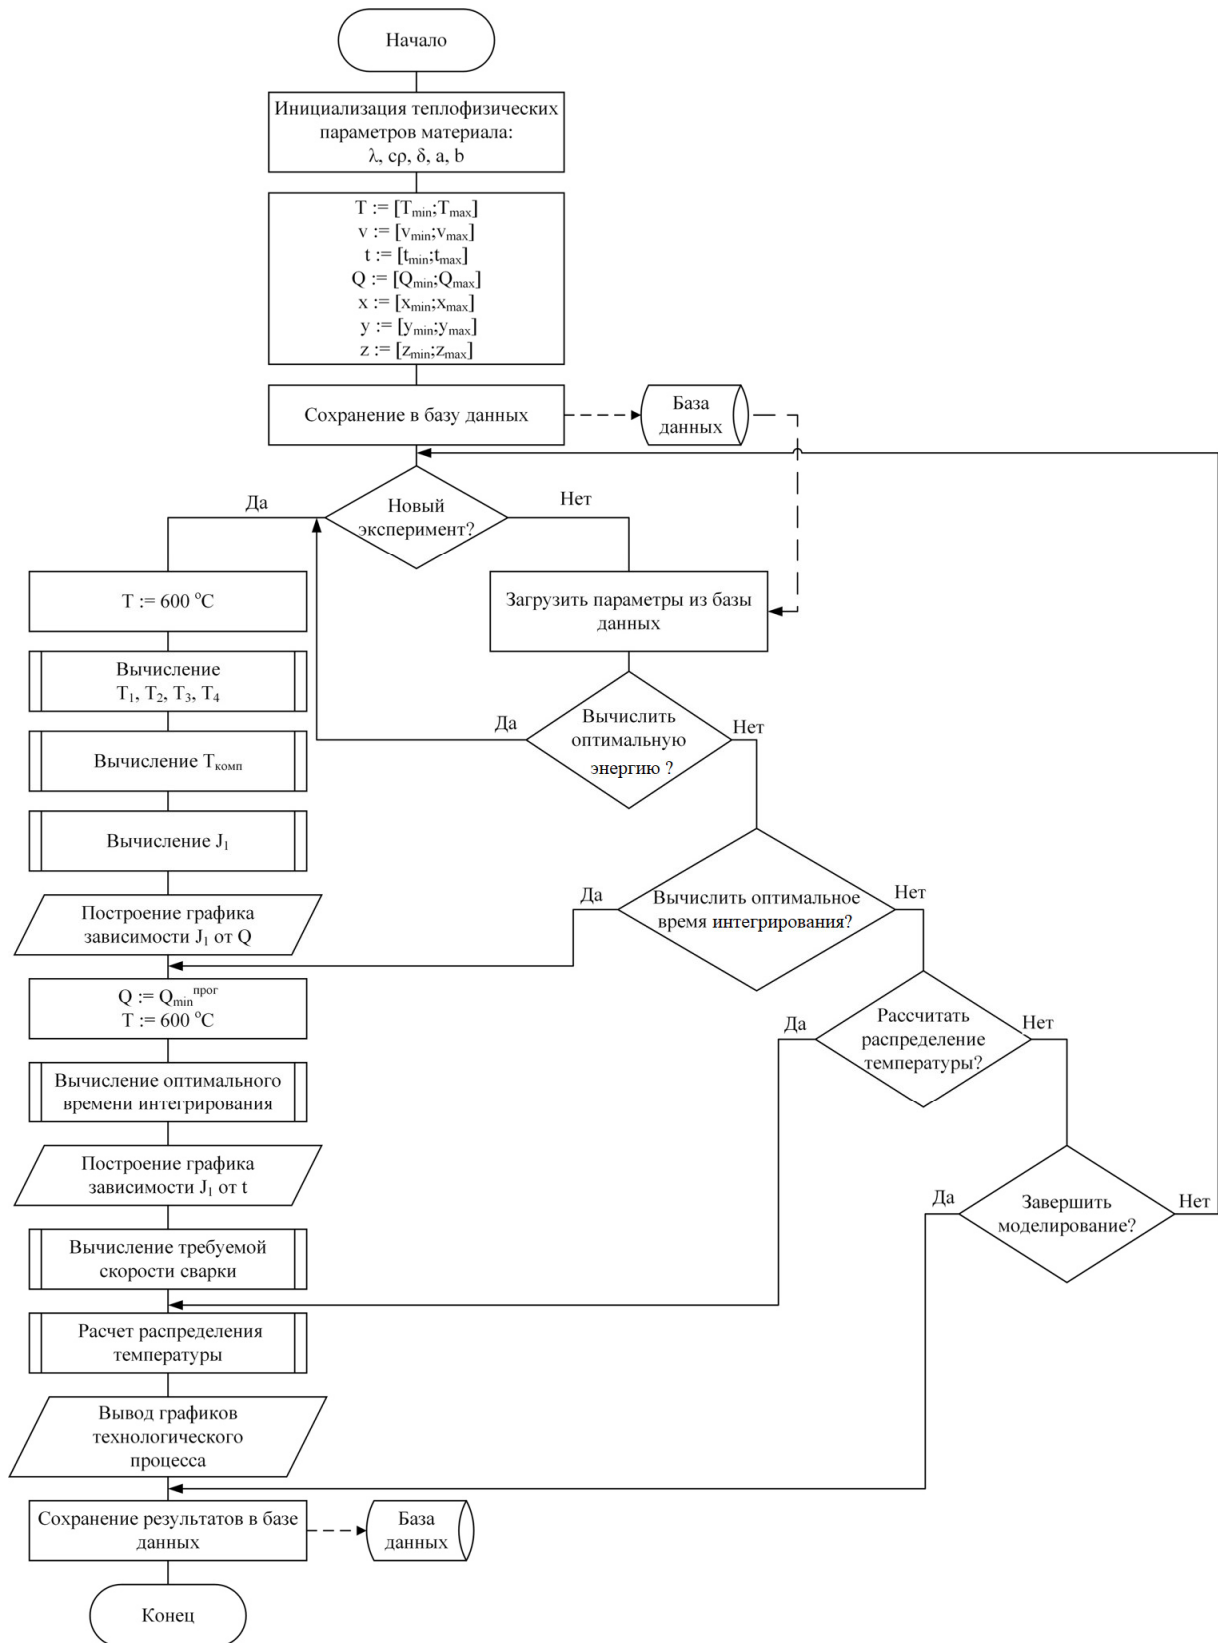 Начало
Инициализация теплофизических
параметров материала:
λ, cρ, δ, a, b
T := [Tmin;Tmax]
v := [vmin;vmax]
t := [tmin;tmax]
Q := [Qmin;Qmax]
x := [xmin;xmax]
y := [ymin;ymax]
z := [zmin;zmax]
Сохранение в базу данных
База
данных
Новый
эксперимент?
Да
Нет
T := 600 °C
Загрузить параметры из базы
данных
Вычисление
T1, T2, T3, T4
Вычислить
оптимальную
энергию ?
Да
Нет
Вычисление Tкомп
Вычисление J1
Вычислить оптимальное
время интегрирования?
Да
Нет
Построение графика
зависимости J1 от Q
Q := Qmin прог
T := 600 °C
Рассчитать
распределение
температуры?
Да
Нет
Вычисление оптимального
времени интегрирования
Построение графика
зависимости J1 от t
Завершить
моделирование?
Да
Нет
Вычисление требуемой
скорости сварки
Расчет распределения
температуры
Вывод графиков
технологического
процесса
Сохранение результатов в базе
данных
База
данных
Конец